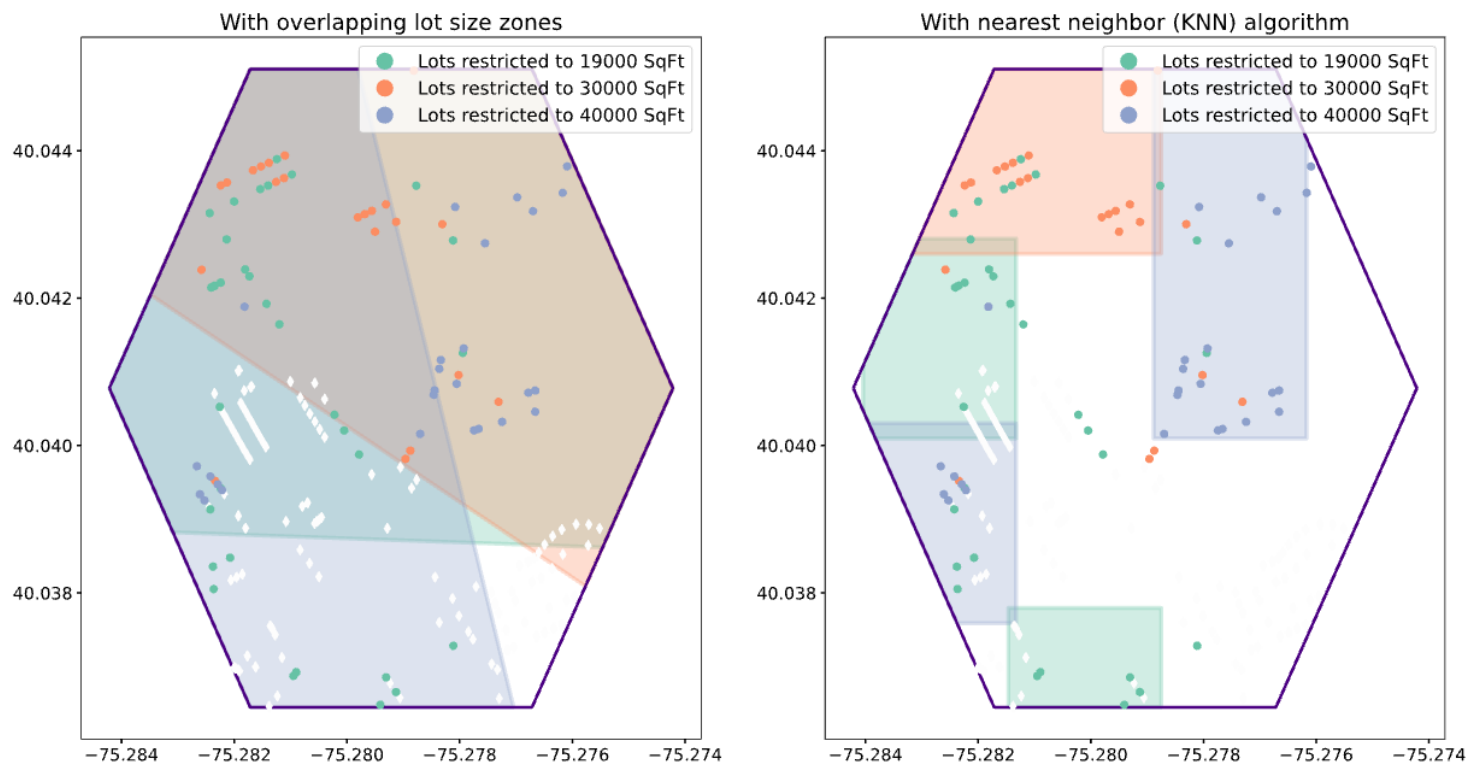 With overlapping lot size zones
Lots restricted to 19000 SqFt
Lots restricted to 30000 SqFt
Lots restricted to 40000 SqFt
40.044
40.042
40.040
40.038
−75.284 −75.282 −75.280 −75.278 −75.276 −75.274
With nearest neighbor (KNN) algorithm
Lots restricted to 19000 SqFt
Lots restricted to 30000 SqFt
Lots restricted to 40000 SqFt
40.044
40.042
40.040
40.038
−75.284 −75.282 −75.280 −75.278 −75.276 −75.274